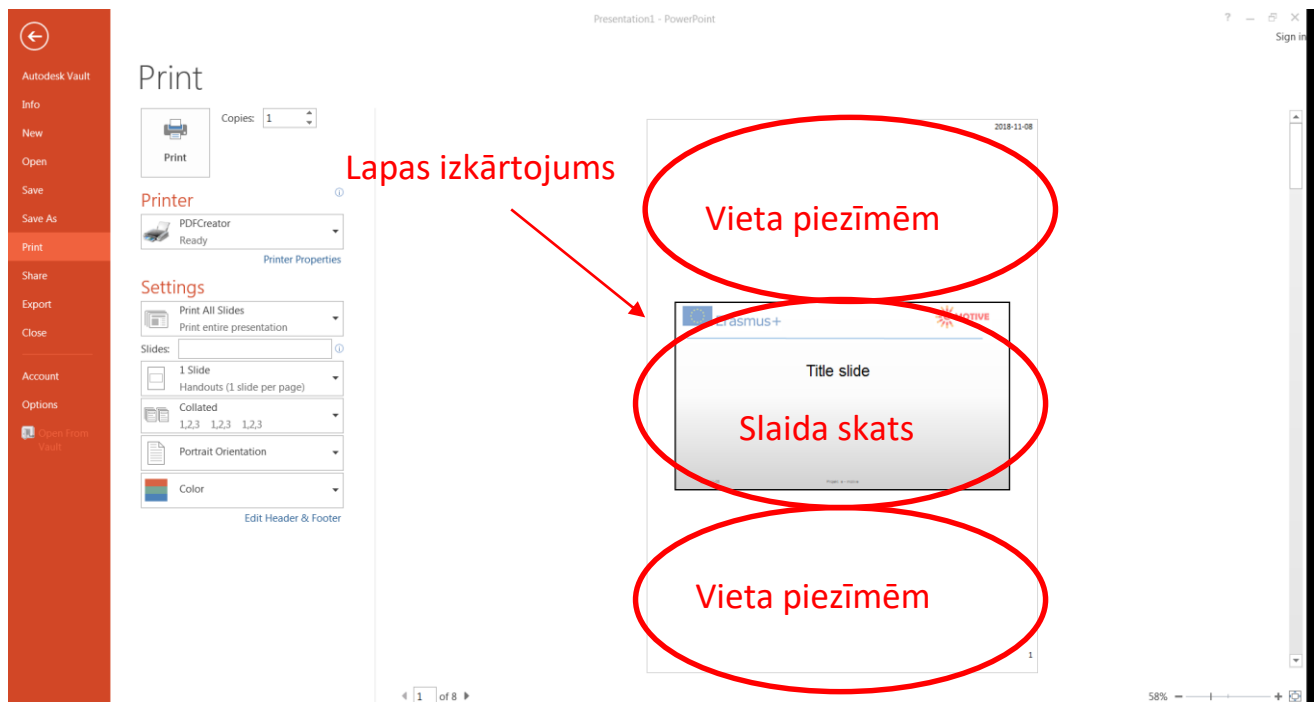 Presentation1 - PowerPoint
? 
Sign in
Autodesk Vault
Info
New
Open
Save
Save As
Print
Share
Export
Close
Account
Options
Open From
Vault
Print
Copies: 1
Print
Printer
PDFCreator
Ready
Printer Properties
Settings
Print All Slides
Print entire presentation
Slides:
1 Slide
Handouts (1 slide per page)
Collated
1,2,3 1,2,3 1,2,3
Portrait Orientation
Color
Edit Header & Footer
Lapas izkārtojums
2018-11-08
Vieta piezīmēm
Erasmus+
Title slide
Slaida skats
Vieta piezīmēm
1
1 of 8
58%